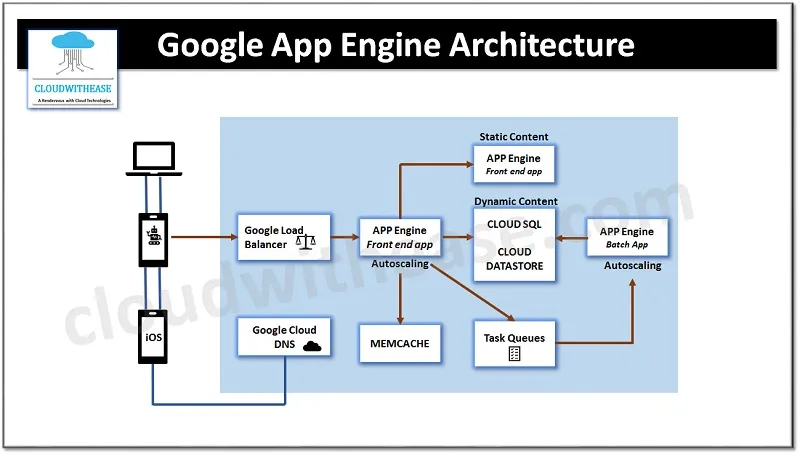 Google App Engine Architecture
CLOUDWITHEASE
A Rendezvous with Cloud Technologies
Static Content
APP Engine
Front end app
Dynamic Content
Google Load
Balancer
APP Engine
Front end app
Autoscaling
CLOUD SQL
CLOUD
DATASTORE
APP Engine
Batch App
Autoscaling
iOS
Google Cloud
DNS
MEMCACHE
Task Queues
cloudwithease.com